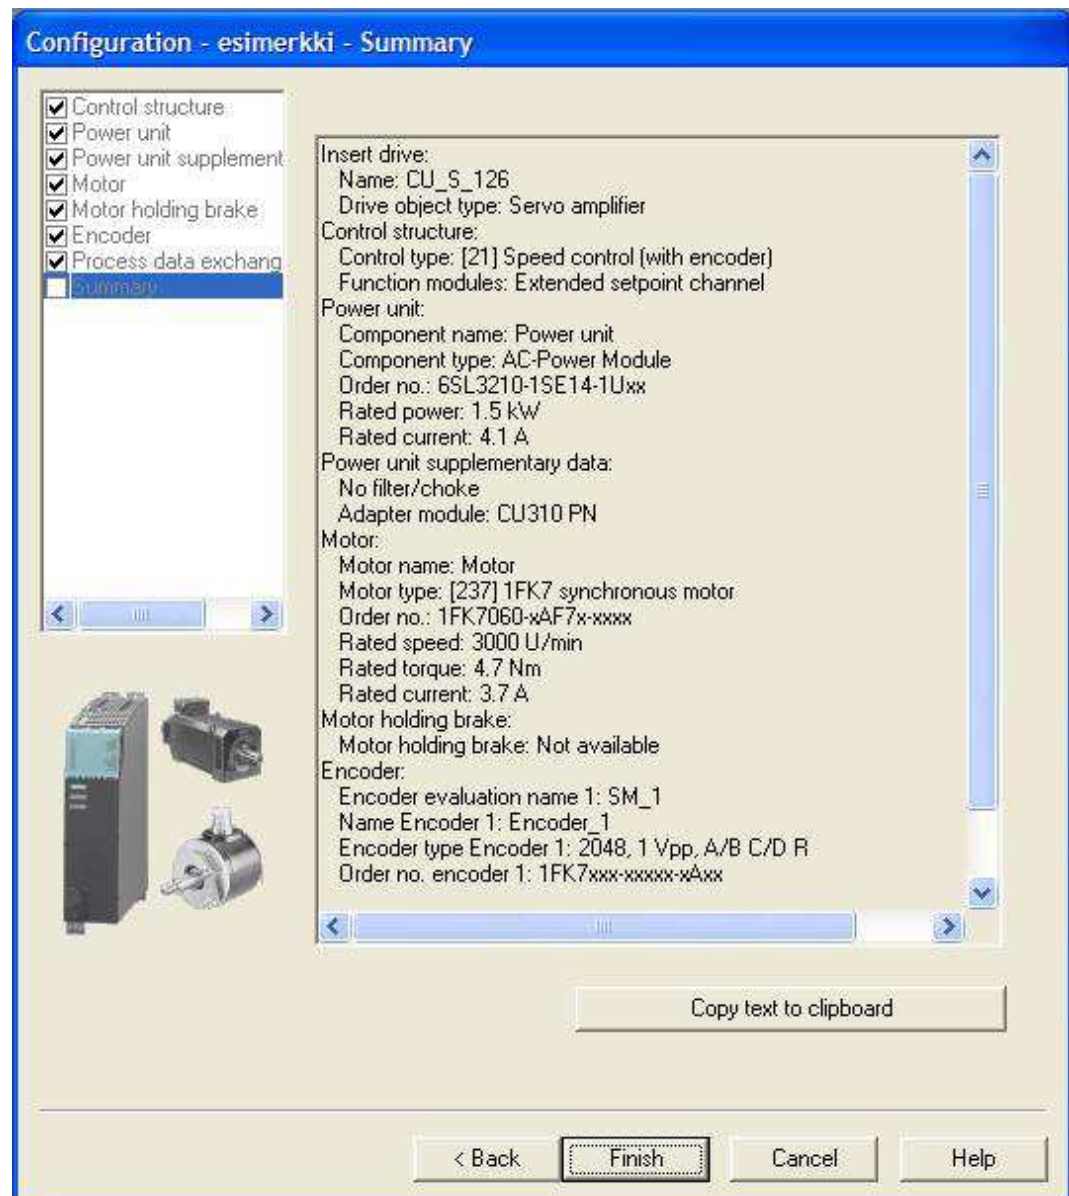 Configuration - esimerkki - Summary
Control structure
Power unit
Power unit supplement
Motor
Motor holding brake
Encoder
Process data exchang
Summary
Insert drive:
Name: CU_S_126
Drive object type: Servo amplifier
Control structure:
Control type: [21] Speed control (with encoder)
Function modules: Extended setpoint channel
Power unit:
Component name: Power unit
Component type: AC-Power Module
Order no.: 6SL3210-1SE14-1Uxx
Rated power: 1.5 kW
Rated current: 4.1 A
Power unit supplementary data:
No filter/choke
Adapter module: CU310 PN
Motor:
Motor name: Motor
Motor type: [237] 1FK7 synchronous motor
Order no.: 1FK7060-xAF7x-xxxx
Rated speed: 3000 U/min
Rated torque: 4.7 Nm
Rated current: 3.7 A
Motor holding brake:
Motor holding brake: Not available
Encoder:
Encoder evaluation name 1: SM_1
Name Encoder 1: Encoder_1
Encoder type Encoder 1: 2048, 1 Vpp, A/B C/D R
Order no. encoder 1: 1FK7xxx-xxxxx-xAxx
Copy text to clipboard
< Back
Finish
Cancel
Help